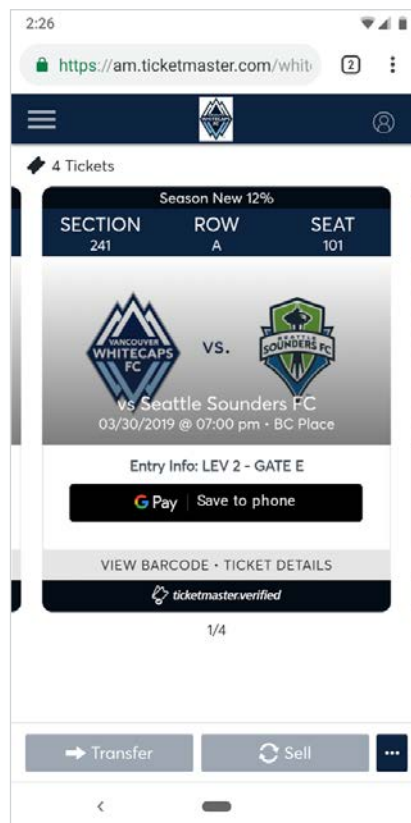 2:26
https://am.ticketmaster.com/whit
2
WHITECAPS FC
4 Tickets
Season New 12%
SECTION ROW SEAT
241 A 101
VANCOUVER
WHITECAPS
FC
vs.
SEATTLE
SOUNDERS FC
vs Seattle Sounders FC
03/30/2019 @ 07:00 pm • BC Place
Entry Info: LEV 2 - GATE E
G Pay | Save to phone
VIEW BARCODE • TICKET DETAILS
ticketmaster.verified
1/4
Transfer Sell